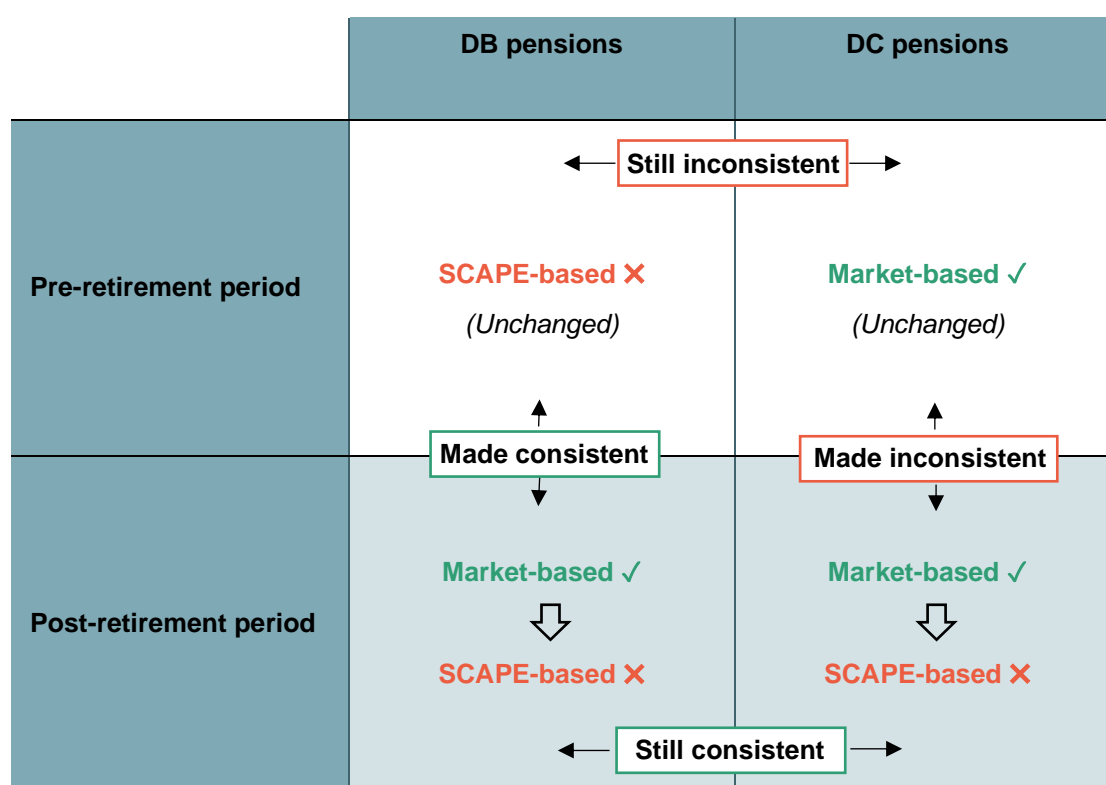 DB pensions
DC pensions
Still inconsistent
Pre-retirement period
SCAPE-based ✕
Market-based ✓
(Unchanged)
(Unchanged)
Made consistent
Made inconsistent
Post-retirement period
Market-based ✓
Market-based ✓
SCAPE-based ✕
SCAPE-based ✕
Still consistent